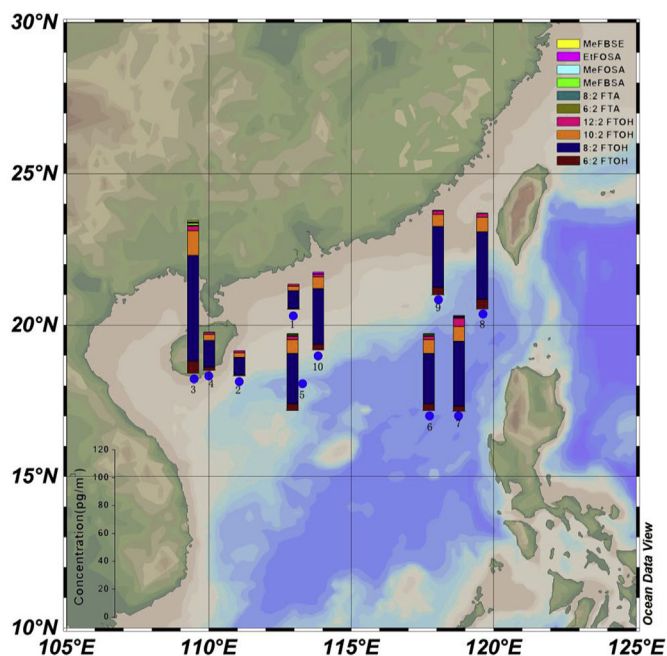 30°N
25°N
20°N
15°N
10°N
105°E
110°E
115°E
120°E
125°E
MeFBSE
EtFOSA
MeFOSA
MeFBSA
8:2 FTA
6:2 FTA
12:2 FTOH
10:2 FTOH
8:2 FTOH
6:2 FTOH
9
8
1
10
3
4
2
5
6
7
Concentration(pg/m³)
120
100
80
60
40
20
0
Ocean Data View